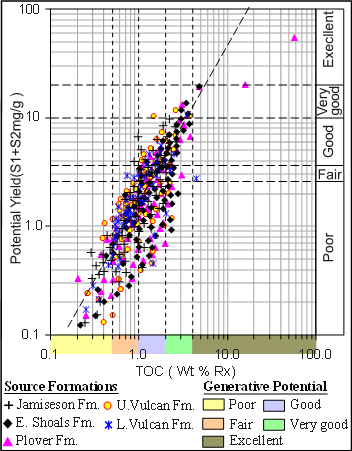 100
10
1.0
0.1
Potential Yield(S1+S2mg/g)
Execllent
Very
good
Good
Fair
Poor
0.1 1.0 10.0 100.0
TOC ( Wt % Rx)
Source Formations
Jamiseson Fm.
U.Vulcan Fm.
E. Shoals Fm.
L.Vulcan Fm.
Plover Fm.
Generative Potential
Poor
Good
Fair
Very good
Excellent